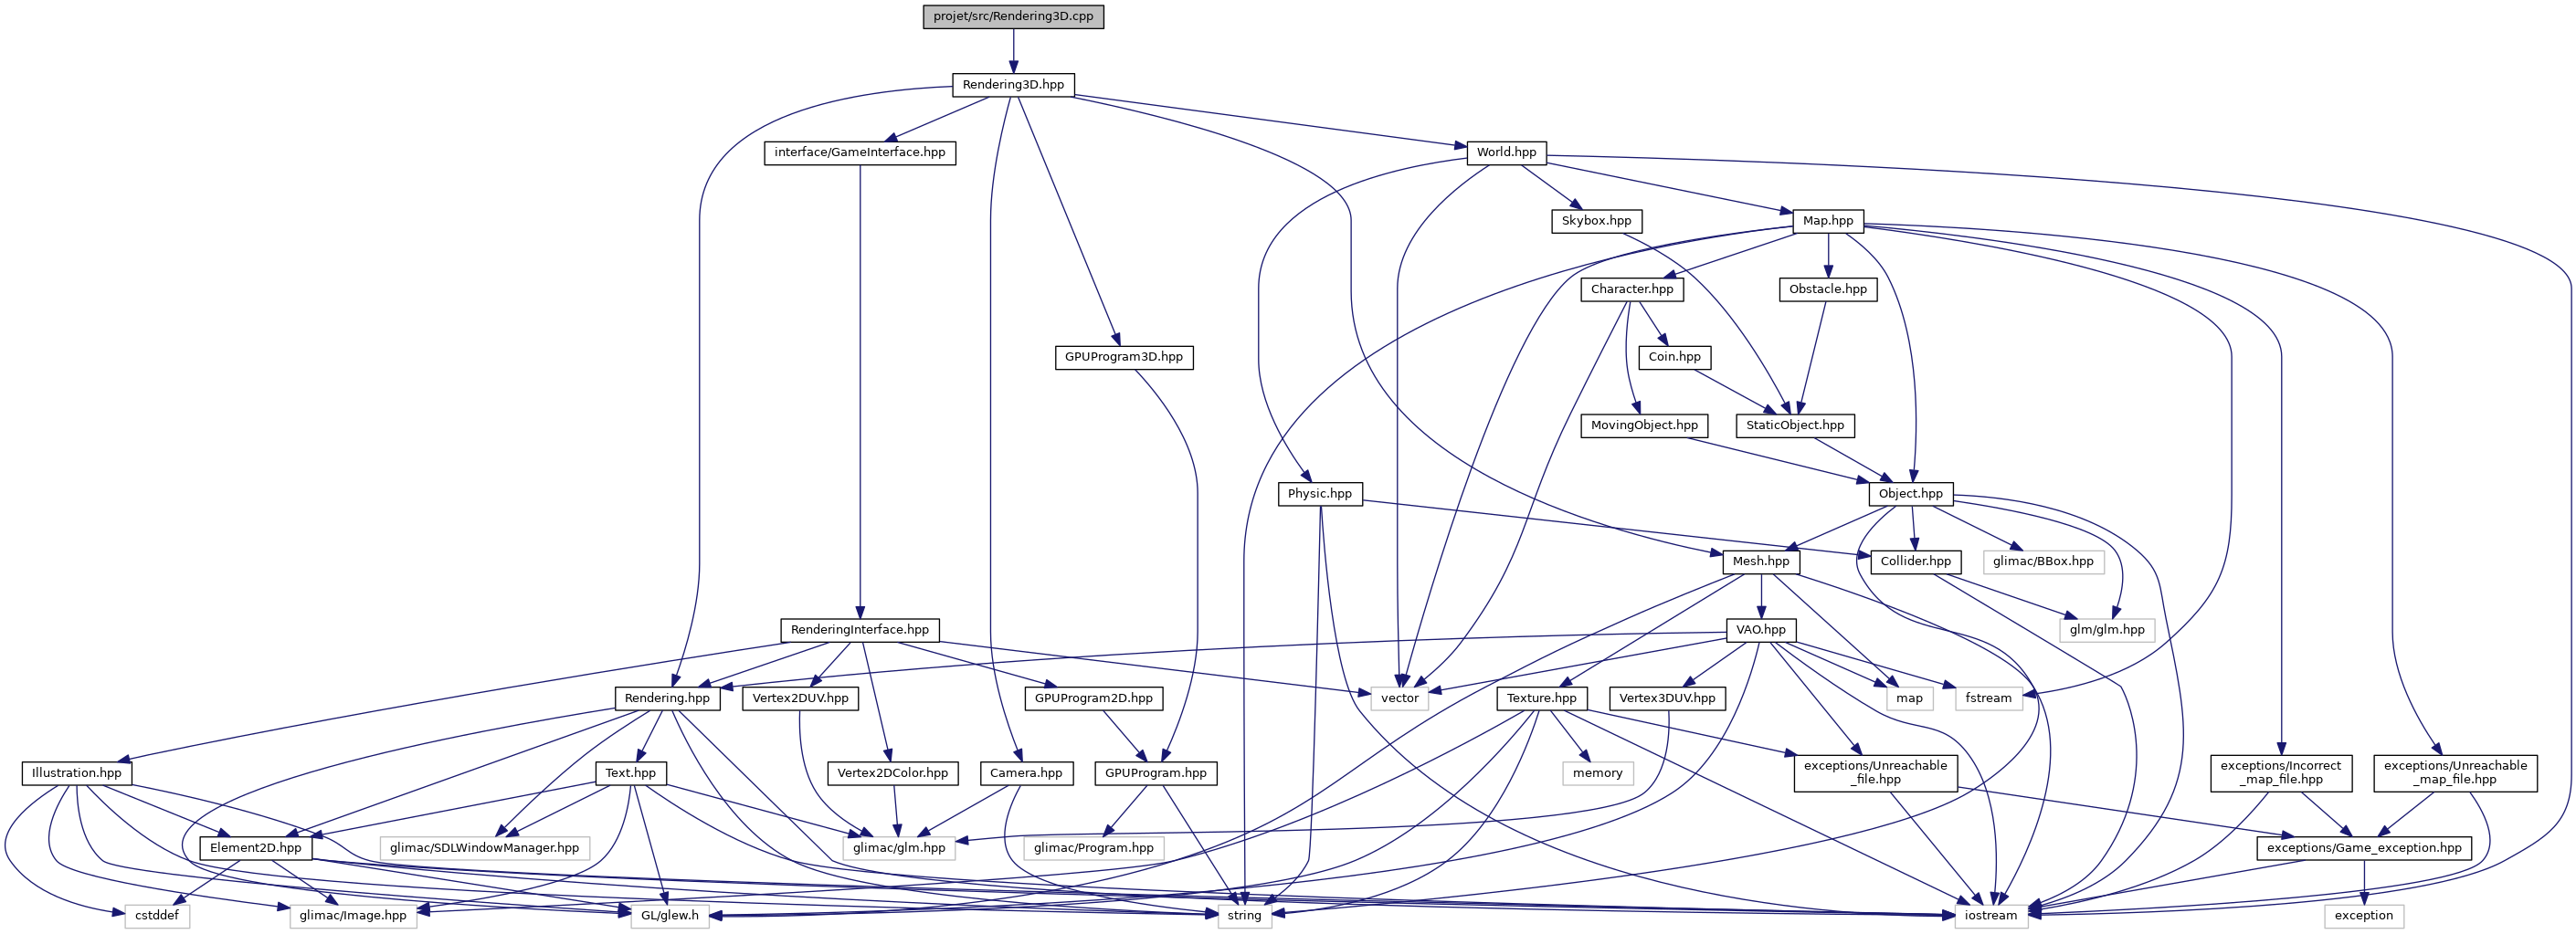 projet/src/Rendering3D.cpp
Rendering3D.hpp
interface/GameInterface.hpp
World.hpp
Skybox.hpp
Map.hpp
Character.hpp
Obstacle.hpp
GPUProgram3D.hpp
Coin.hpp
MovingObject.hpp
StaticObject.hpp
Physic.hpp
Object.hpp
Mesh.hpp
Collider.hpp
glimac/BBox.hpp
RenderingInterface.hpp
VAO.hpp
glm/glm.hpp
Rendering.hpp
Vertex2DUV.hpp
GPUProgram2D.hpp
vector
Texture.hpp
Vertex3DUV.hpp
map
fstream
Illustration.hpp
Text.hpp
Vertex2DColor.hpp
Camera.hpp
GPUProgram.hpp
memory
exceptions/Unreachable
_file.hpp
exceptions/Incorrect
_map_file.hpp
exceptions/Unreachable
_map_file.hpp
Element2D.hpp
glimac/SDLWindowManager.hpp
glimac/glm.hpp
glimac/Program.hpp
exceptions/Game_exception.hpp
cstddef
glimac/Image.hpp
GL/glew.h
string
iostream
exception